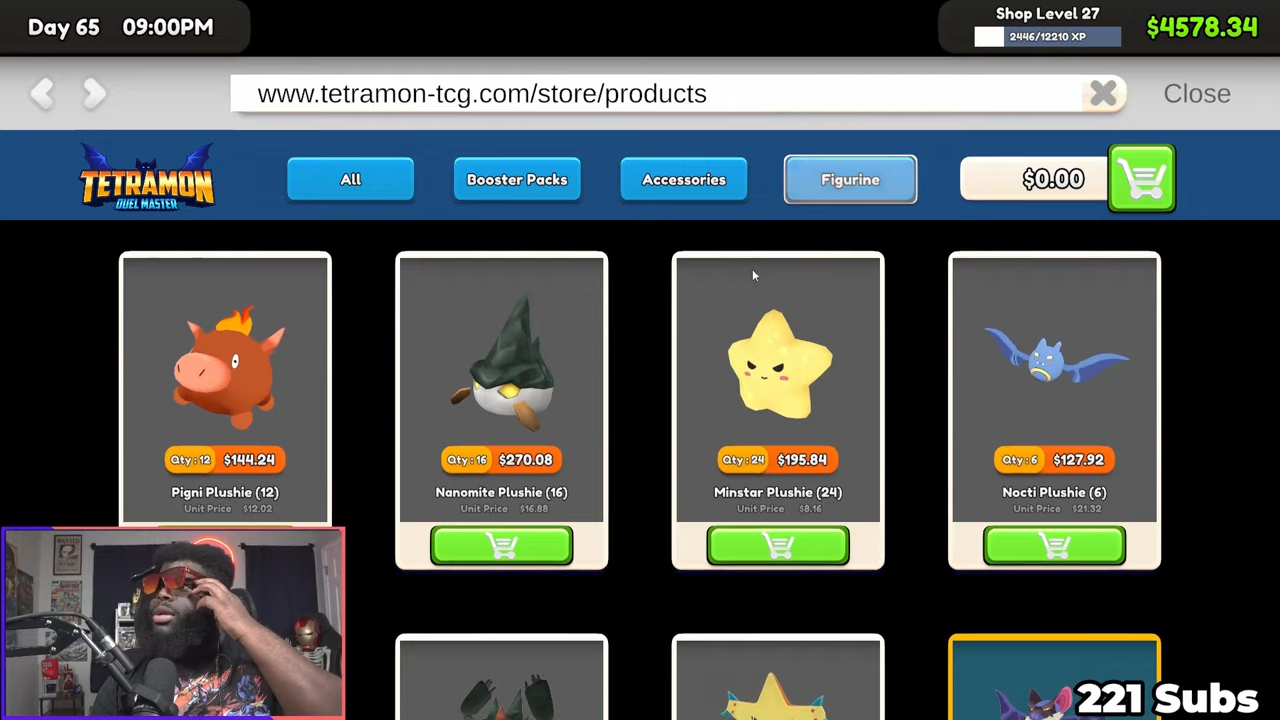 Day 65 09:00PM
Shop Level 27
2446/12210 XP
$4578.34
www.tetramon-tcg.com/store/products
Close
TETRAMON
DUEL MASTER
All
Booster Packs
Accessories
Figurine
$0.00
Qty : 12 $144.24
Pigni Plushie (12)
Unit Price $12.02
Qty : 16 $270.08
Nanomite Plushie (16)
Unit Price $16.88
Qty : 24 $195.84
Minstar Plushie (24)
Unit Price $8.16
Qty : 6 $127.92
Nocti Plushie (6)
Unit Price $21.32
WANTED
221 Subs